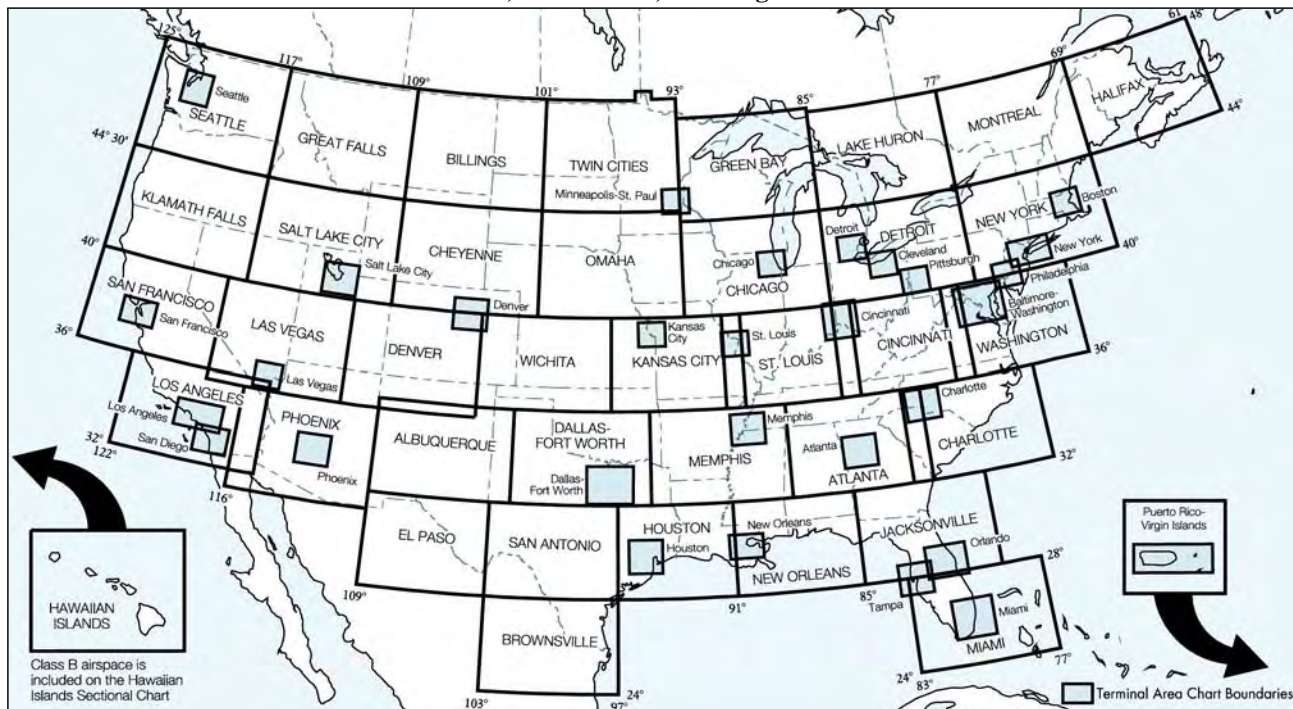 125°
117°
109°
101°
93°
85°
77°
69°
61°
48°
Seattle
SEATTLE
GREAT FALLS
BILLINGS
TWIN CITIES
Minneapolis-St. Paul
GREEN BAY
LAKE HURON
MONTREAL
HALIFAX
44°
44° 30'
KLAMATH FALLS
SALT LAKE CITY
Salt Lake City
CHEYENNE
OMAHA
Chicago
CHICAGO
Detroit
DETROIT
Cleveland
Pittsburgh
NEW YORK
Boston
New York
Philadelphia
Baltimore-
Washington
40°
40°
SAN FRANCISCO
San Francisco
LAS VEGAS
Las Vegas
DENVER
Denver
WICHITA
Kansas
City
KANSAS CITY
St. Louis
ST. LOUIS
Cincinnati
CINCINNATI
WASHINGTON
36°
36°
LOS ANGELES
Los Angeles
San Diego
PHOENIX
Phoenix
ALBUQUERQUE
DALLAS-
FORT WORTH
Dallas-
Fort Worth
MEMPHIS
Memphis
Atlanta
ATLANTA
Charlotte
CHARLOTTE
32°
122°
116°
32°
EL PASO
SAN ANTONIO
HOUSTON
Houston
New Orleans
NEW ORLEANS
JACKSONVILLE
Orlando
Tampa
Miami
MIAMI
28°
109°
91°
85°
BROWNSVILLE
103°
24°
97°
24°
83°
77°
HAWAIIAN
ISLANDS
Class B airspace is
included on the Hawaiian
Islands Sectional Chart
Puerto Rico-
Virgin Islands
Terminal Area Chart Boundaries